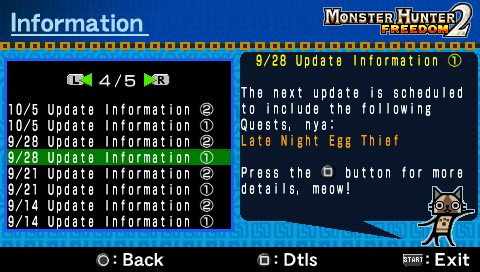 Information
MONSTER HUNTER
FREEDOM 2
L 4/5 R
10/5 Update Information ②
10/5 Update Information ①
9/28 Update Information ②
9/28 Update Information ①
9/21 Update Information ②
9/21 Update Information ①
9/14 Update Information ②
9/14 Update Information ①
9/28 Update Information ①
The next update is scheduled
to include the following
Quests, nya:
Late Night Egg Thief
Press the □ button for more
details, meow!
○: Back □: Dtls START: Exit